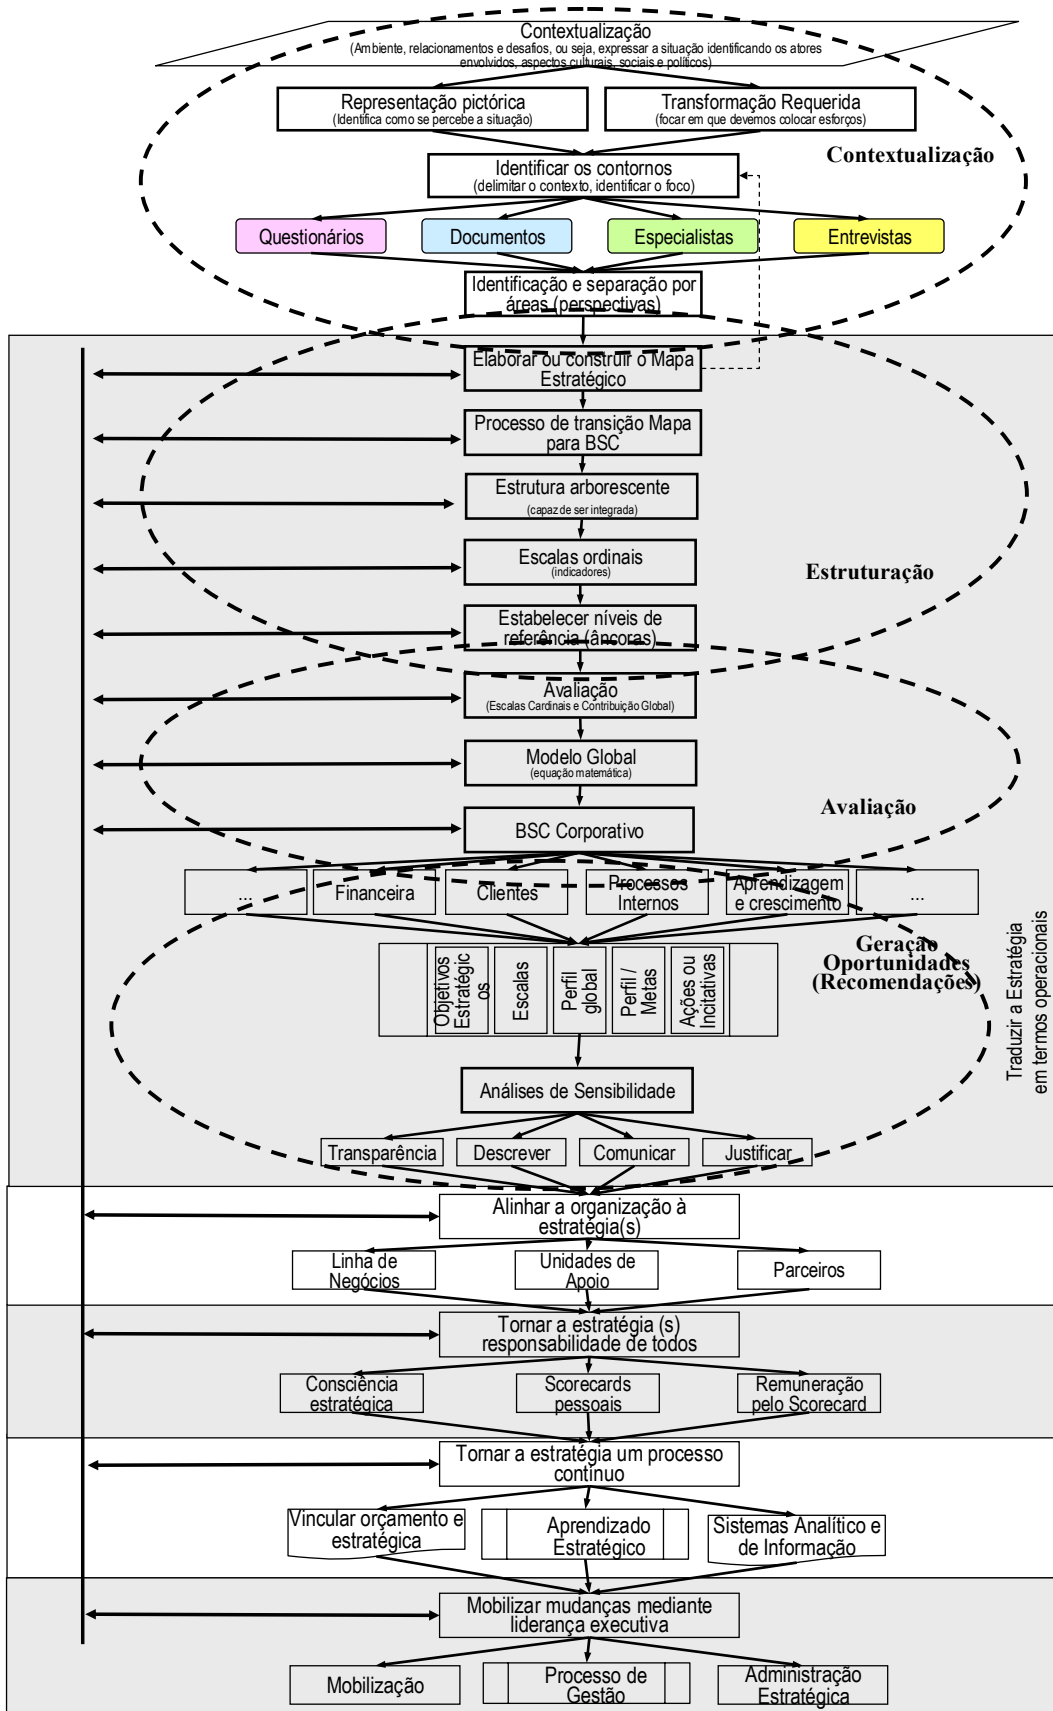 Contextualização
(Ambiente, relacionamentos e desafios, ou seja, expressar a situação identificando os atores
envolvidos, aspectos culturais, sociais e políticos)
Representação pictórica
(Identifica como se percebe a situação)
Transformação Requerida
(focar em que devemos colocar esforços)
Contextualização
Identificar os contornos
(delimitar o contexto, identificar o foco)
Questionários
Documentos
Especialistas
Entrevistas
Identificação e separação por
áreas (perspectivas)
Elaborar ou construir o Mapa
Estratégico
Processo de transição Mapa
para BSC
Estrutura arborescente
(capaz de ser integrada)
Escalas ordinais
(indicadores)
Estruturação
Estabelecer níveis de
referência (âncoras)
Avaliação
(Escalas Cardinais e Contribuição Global)
Modelo Global
(equação matemática)
Avaliação
BSC Corporativo
...
Financeira
Clientes
Processos
Internos
Aprendizagem
e crescimento
...
Geração
Oportunidades
(Recomendações)
Objetivos
Estratégic
os
Escalas
Perfil
global
Perfil /
Metas
Ações ou
Incitativas
Traduzir a Estratégia
em termos operacionais
Análises de Sensibilidade
Transparência
Descrever
Comunicar
Justificar
Alinhar a organização à
estratégia(s)
Linha de
Negócios
Unidades de
Apoio
Parceiros
Tornar a estratégia (s)
responsabilidade de todos
Consciência
estratégica
Scorecards
pessoais
Remuneração
pelo Scorecard
Tornar a estratégia um processo
contínuo
Vincular orçamento e
estratégica
Aprendizado
Estratégico
Sistemas Analítico e
de Informação
Mobilizar mudanças mediante
liderança executiva
Mobilização
Processo de
Gestão
Administração
Estratégica